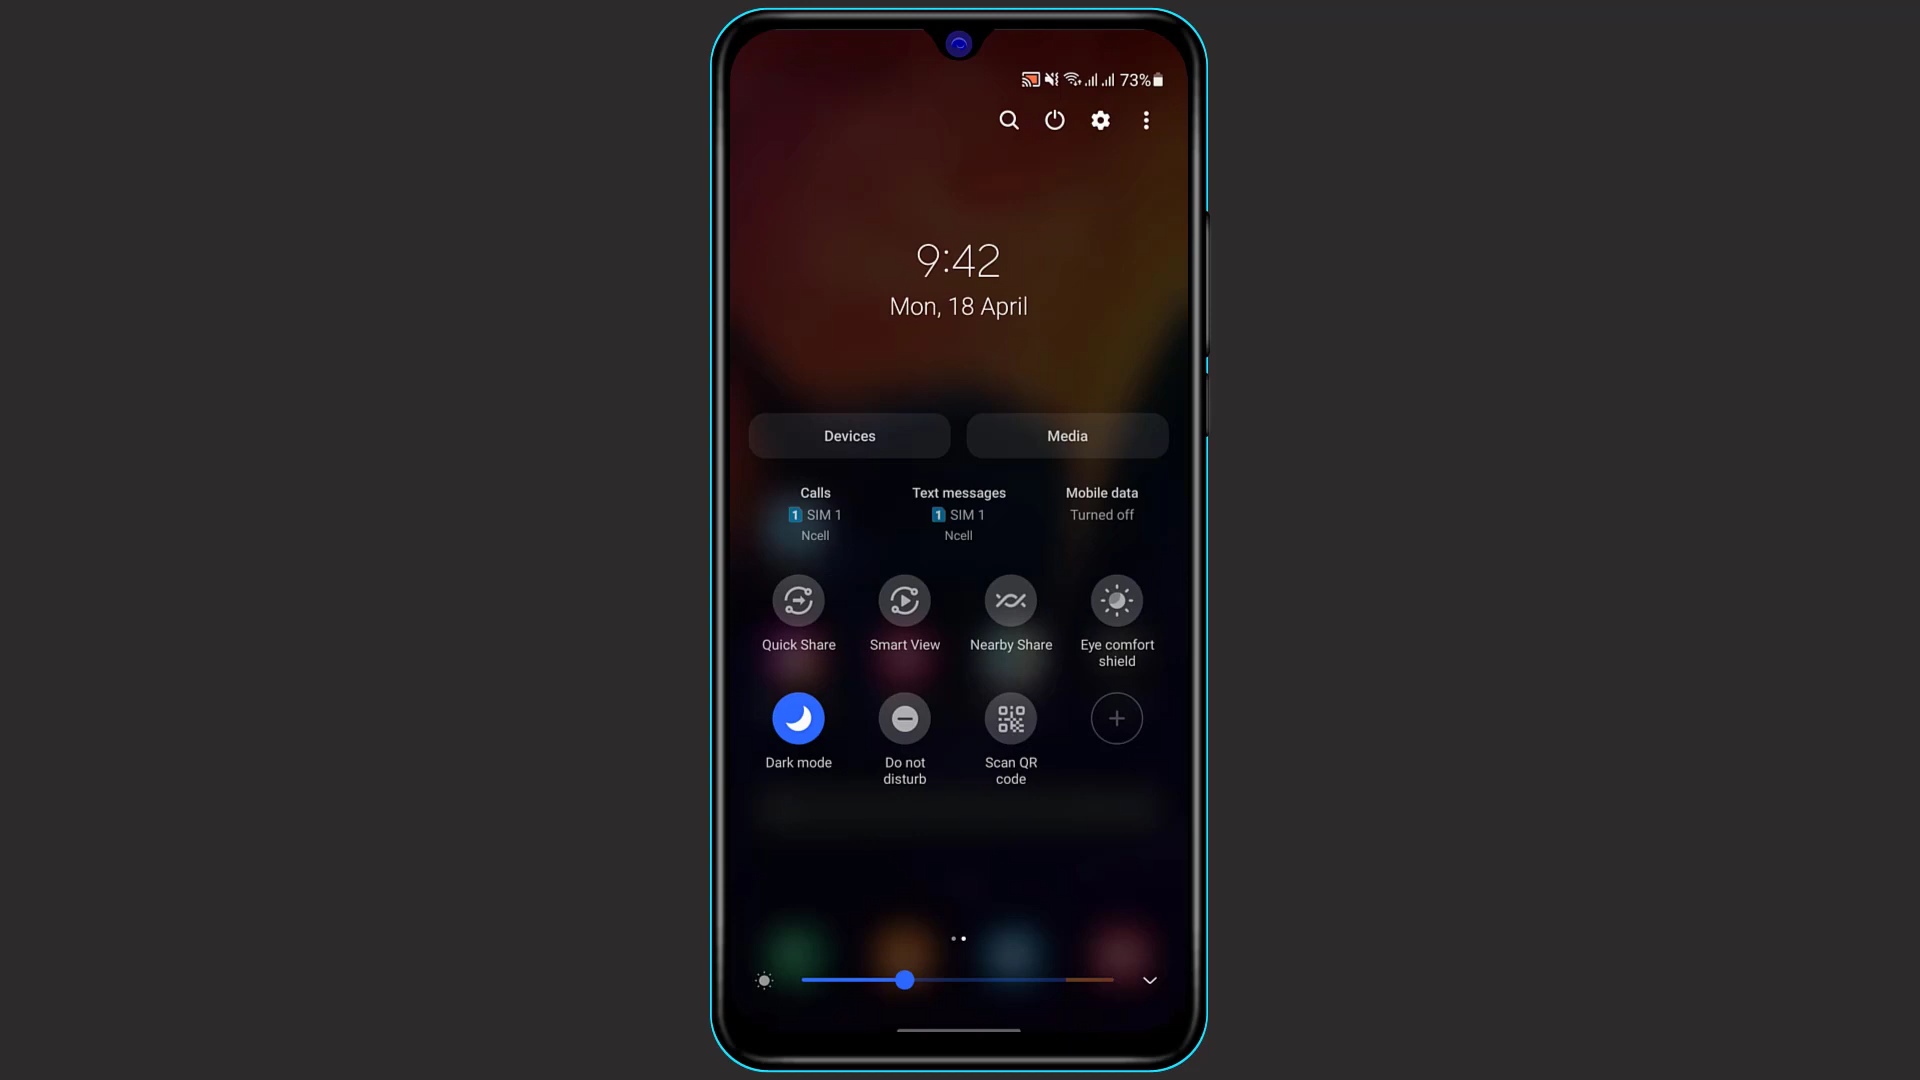 73%
9:42
Mon, 18 April
Devices
Media
Calls
1 SIM 1
Ncell
Text messages
1 SIM 1
Ncell
Mobile data
Turned off
Quick Share
Smart View
Nearby Share
Eye comfort
shield
Dark mode
Do not
disturb
Scan QR
code